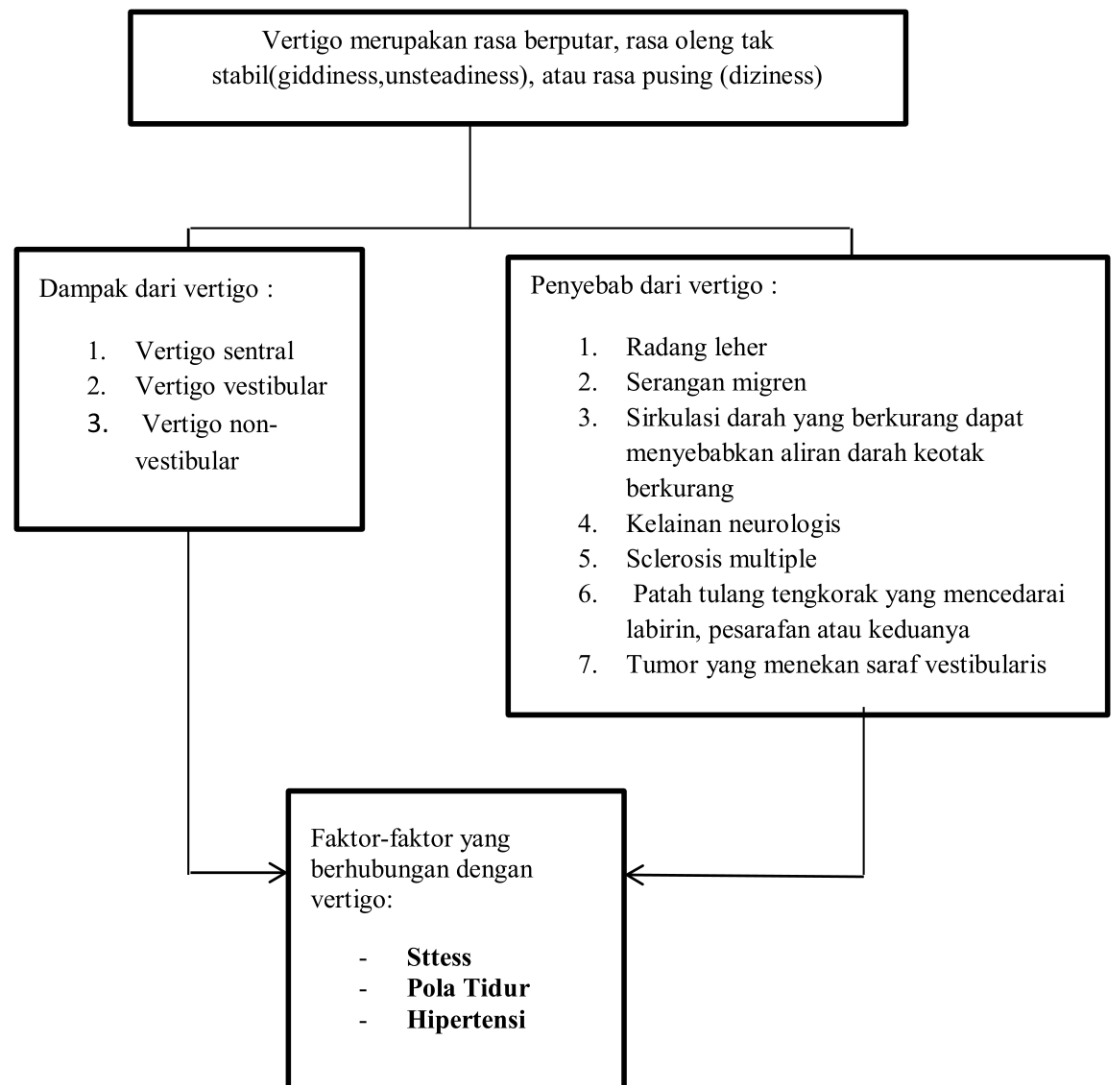 Vertigo merupakan rasa berputar, rasa oleng tak
stabil(giddiness,unsteadiness), atau rasa pusing (diziness)
Dampak dari vertigo :
1. Vertigo sentral
2. Vertigo vestibular
3. Vertigo non-
vestibular
Penyebab dari vertigo :
1. Radang leher
2. Serangan migren
3. Sirkulasi darah yang berkurang dapat
menyebabkan aliran darah keotak
berkurang
4. Kelainan neurologis
5. Sclerosis multiple
6. Patah tulang tengkorak yang mencedarai
labirin, pesarafan atau keduanya
7. Tumor yang menekan saraf vestibularis
Faktor-faktor yang
berhubungan dengan
vertigo:
- Sttess
- Pola Tidur
- Hipertensi